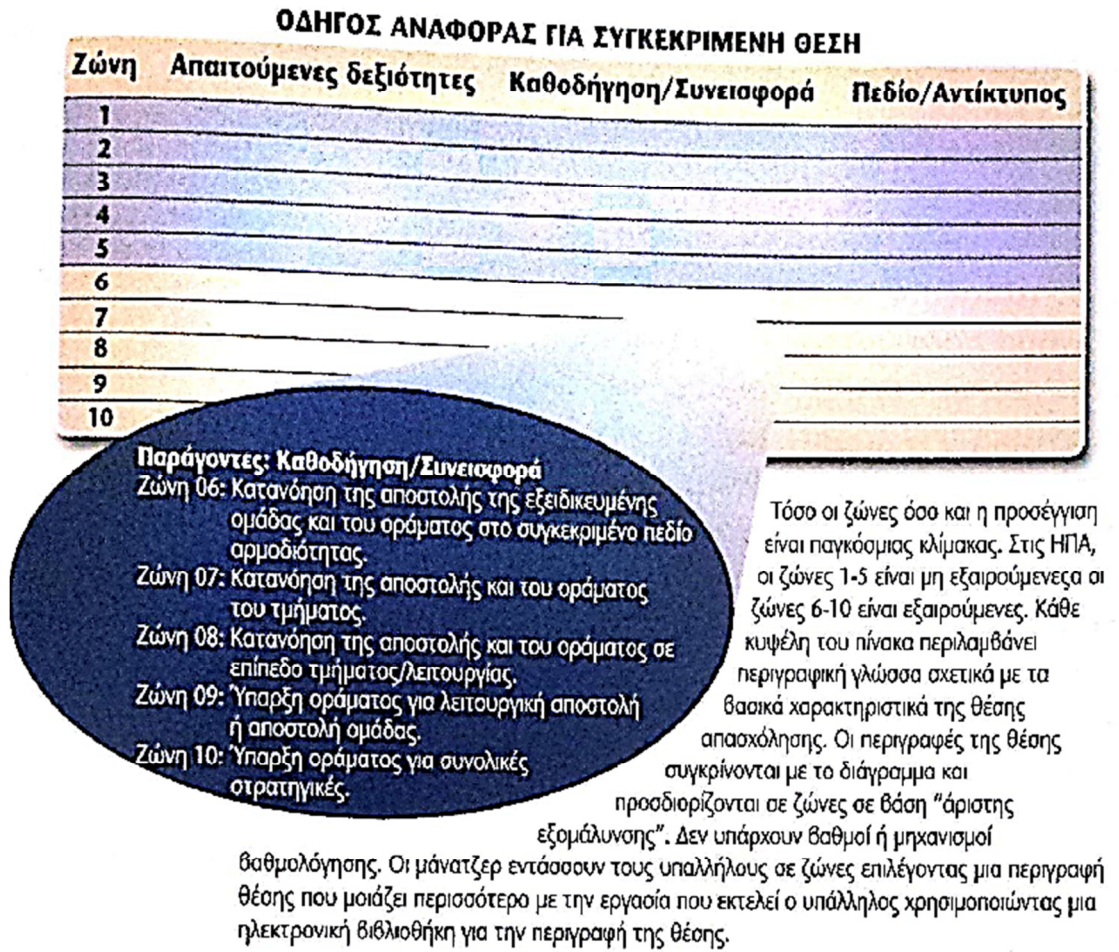 ΟΔΗΓΟΣ ΑΝΑΦΟΡΑΣ ΓΙΑ ΣΥΓΚΕΚΡΙΜΕΝΗ ΘΕΣΗ
Ζώνη Απαιτούμενες δεξιότητες Καθοδήγηση/Συνεισφορά Πεδίο/Αντίκτυπος
1
2
3
4
5
6
7
8
9
10
Παράγοντες: Καθοδήγηση/Συνεισφορά
Ζώνη 06: Κατανόηση της αποστολής της εξειδικευμένης
ομάδας και του οράματος στο συγκεκριμένο πεδίο
αρμοδιότητας.
Ζώνη 07: Κατανόηση της αποστολής και του οράματος
του τμήματος.
Ζώνη 08: Κατανόηση της αποστολής και του οράματος σε
επίπεδο τμήματος/λειτουργίας.
Ζώνη 09: Ύπαρξη οράματος για λειτουργική αποστολή
ή αποστολή ομάδας.
Ζώνη 10: Ύπαρξη οράματος για συνολικές
στρατηγικές.
Τόσο οι ζώνες όσο και η προσέγγιση
είναι παγκόσμιας κλίμακας. Στις ΗΠΑ,
οι ζώνες 1-5 είναι μη εξαιρούμενεςα οι
ζώνες 6-10 είναι εξαιρούμενες. Κάθε
κυψέλη του πίνακα περιλαμβάνει
περιγραφική γλώσσα σχετικά με τα
βασικά χαρακτηριστικά της θέσης
απασχόλησης. Οι περιγραφές της θέσης
συγκρίνονται με το διάγραμμα και
προσδιορίζονται σε ζώνες σε βάση "άριστης
εξομάλυνσης". Δεν υπάρχουν βαθμοί ή μηχανισμοί
βαθμολόγησης. Οι μάνατζερ εντάσσουν τους υπαλλήλους σε ζώνες επιλέγοντας μια περιγραφή
θέσης που μοιάζει περισσότερο με την εργασία που εκτελεί ο υπάλληλος χρησιμοποιώντας μια
ηλεκτρονική βιβλιοθήκη για την περιγραφή της θέσης.